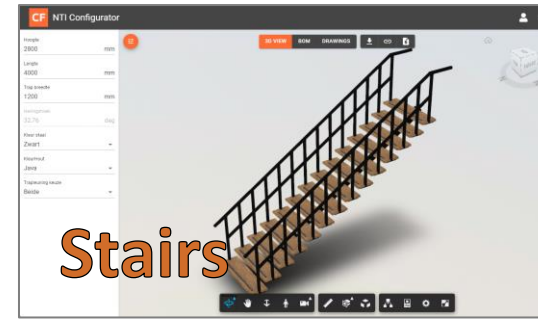 CF NTI Configurator
Hoogte
2800 mm
Lengte
4000 mm
Trap breedte
1200 mm
deg
Kleur staal
Zwart
Kleur hout
Java
Trapleuning keuze
Beide
3D VIEW BOM DRAWINGS
Stairs